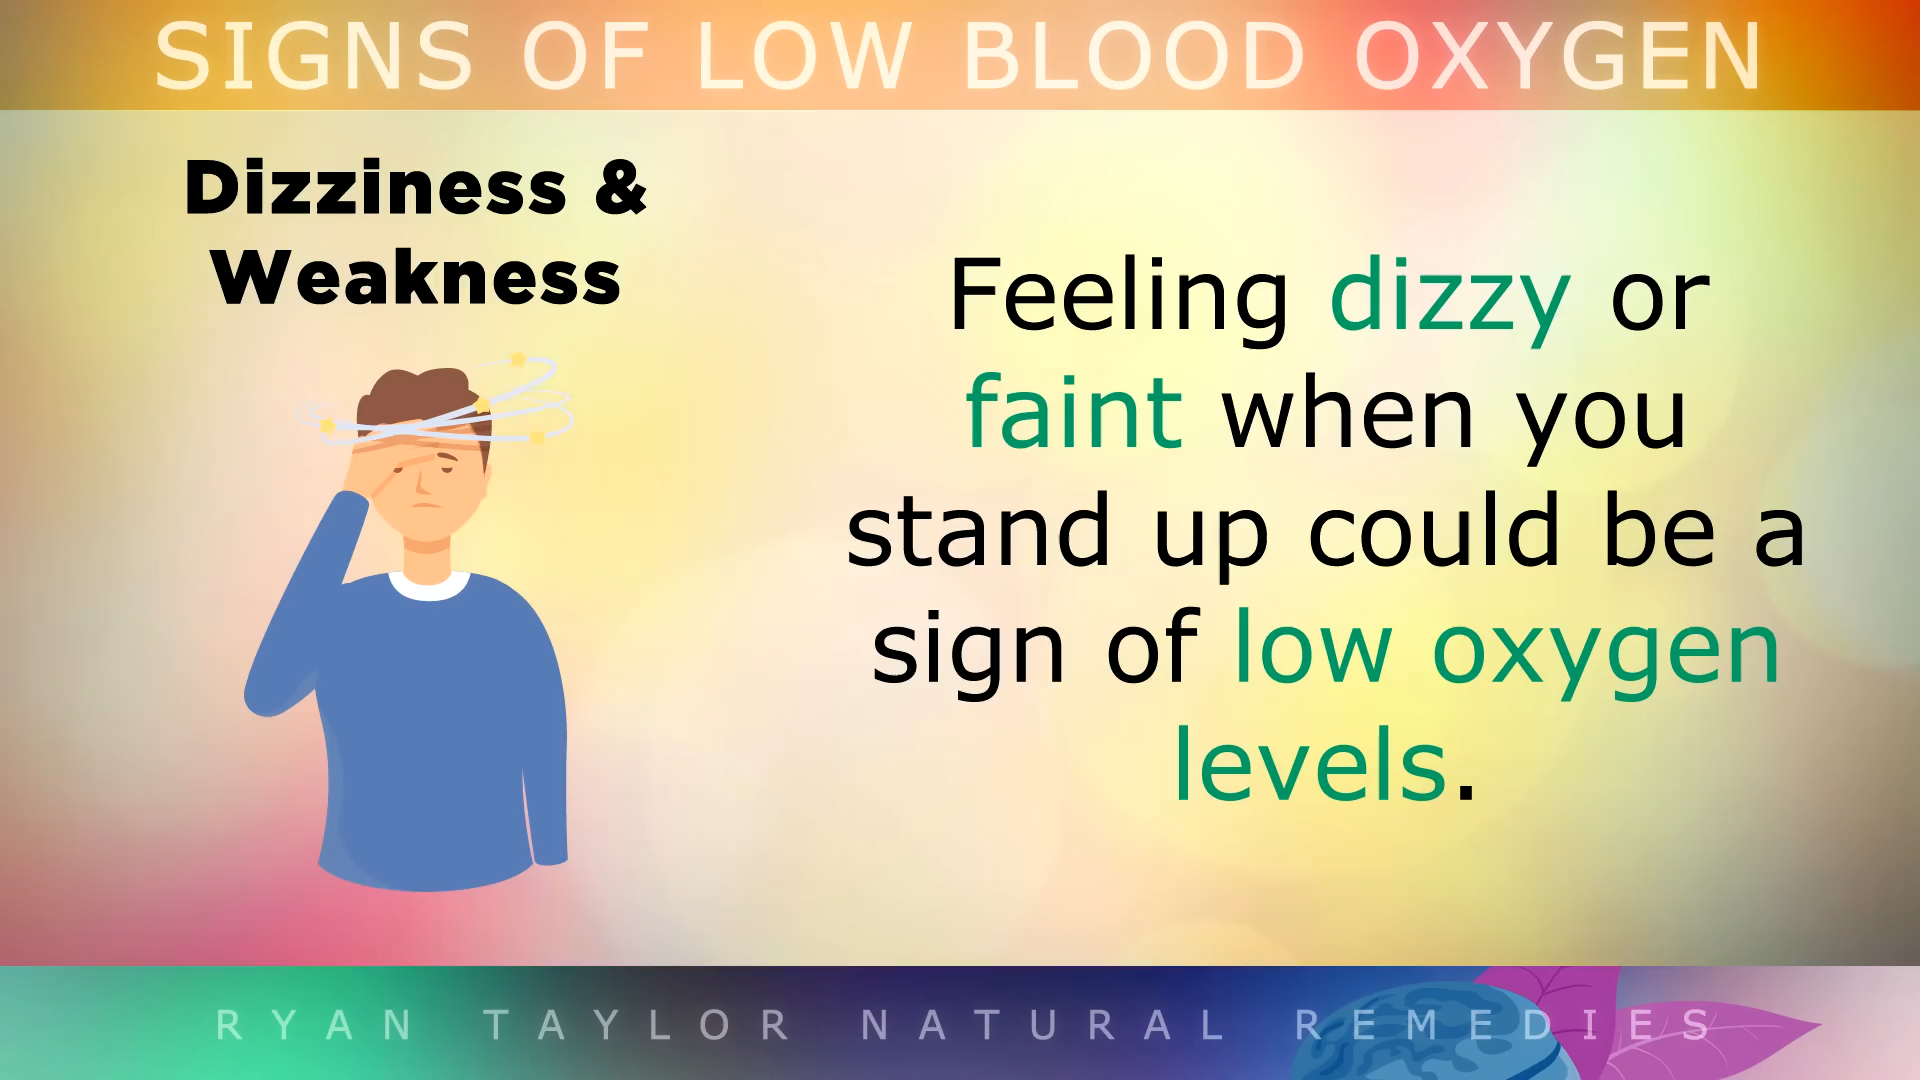 SIGNS OF LOW BLOOD OXYGEN
Dizziness &
Weakness
Feeling dizzy or
faint when you
stand up could be a
sign of low oxygen
levels.
RYAN TAYLOR NATURAL REMEDIES